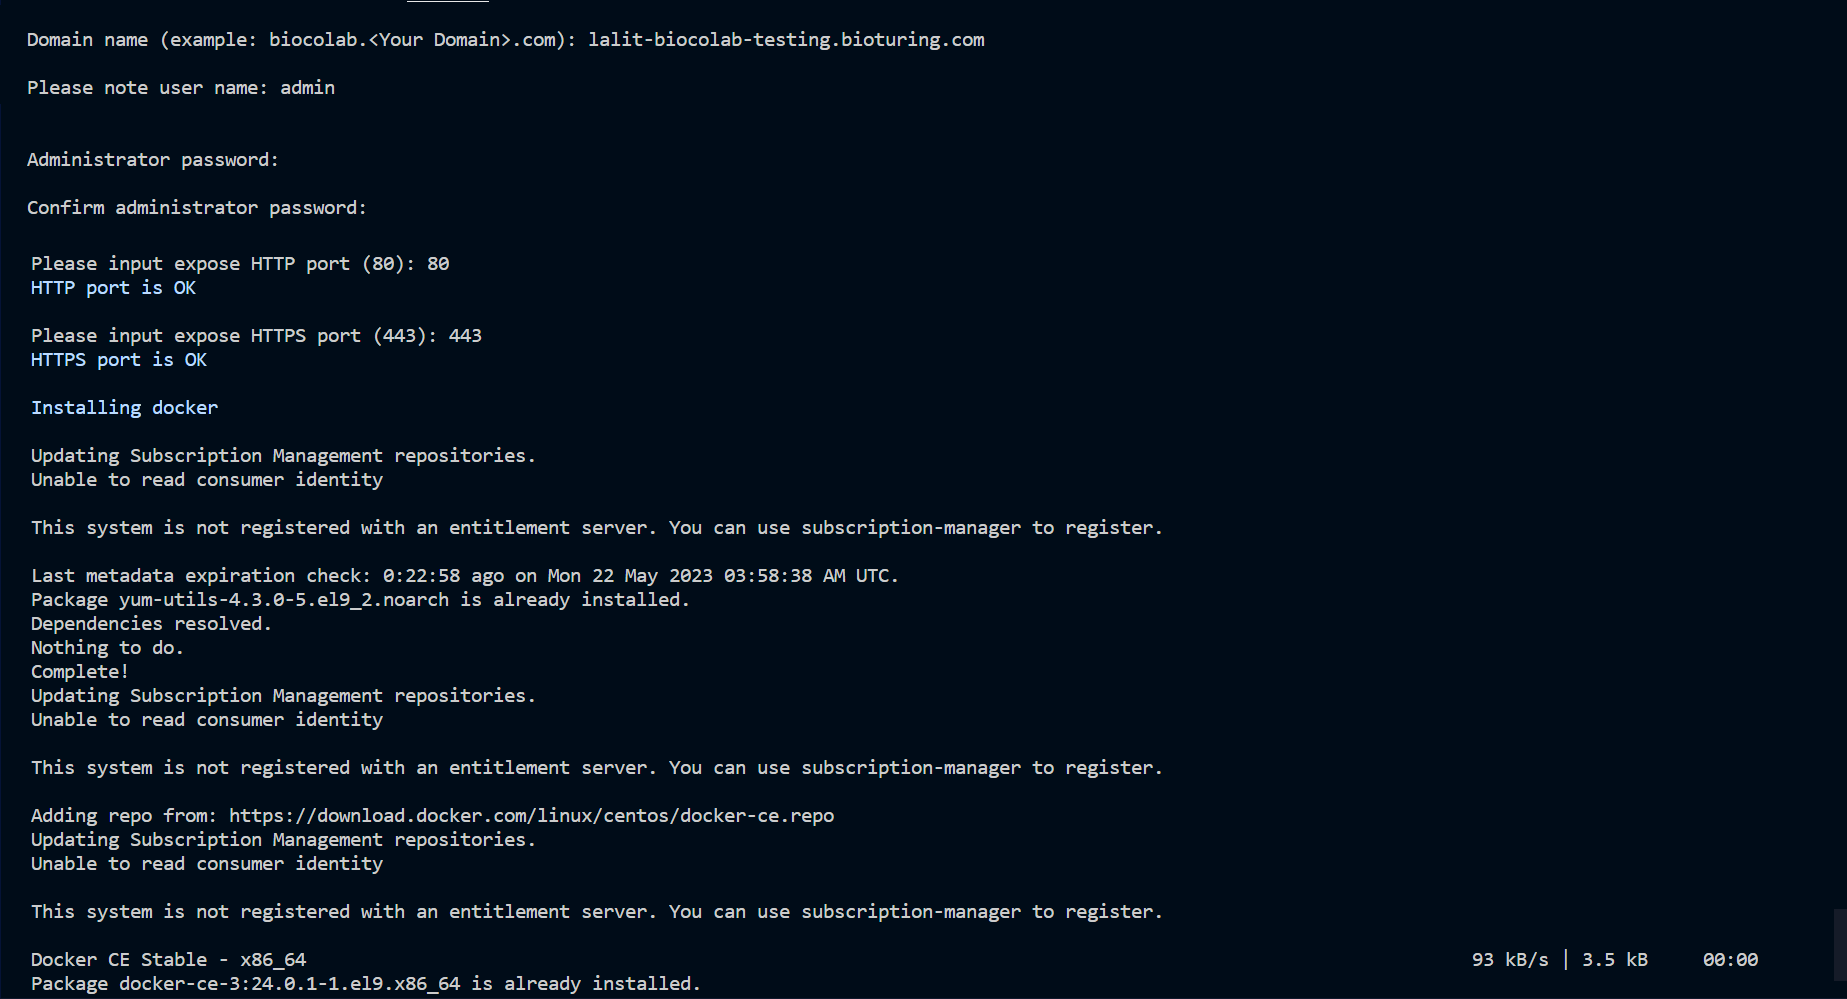 Domain name (example: biocolab.<Your Domain>.com): lalit-biocolab-testing.bioturing.com
Please note user name: admin
Administrator password:
Confirm administrator password:
Please input expose HTTP port (80): 80
HTTP port is OK
Please input expose HTTPS port (443): 443
HTTPS port is OK
Installing docker
Updating Subscription Management repositories.
Unable to read consumer identity
This system is not registered with an entitlement server. You can use subscription-manager to register.
Last metadata expiration check: 0:22:58 ago on Mon 22 May 2023 03:58:38 AM UTC.
Package yum-utils-4.3.0-5.el9_2.noarch is already installed.
Dependencies resolved.
Nothing to do.
Complete!
Updating Subscription Management repositories.
Unable to read consumer identity
This system is not registered with an entitlement server. You can use subscription-manager to register.
Adding repo from: https://download.docker.com/linux/centos/docker-ce.repo
Updating Subscription Management repositories.
Unable to read consumer identity
This system is not registered with an entitlement server. You can use subscription-manager to register.
Docker CE Stable - x86_64 93 kB/s | 3.5 kB 00:00
Package docker-ce-3:24.0.1-1.el9.x86_64 is already installed.